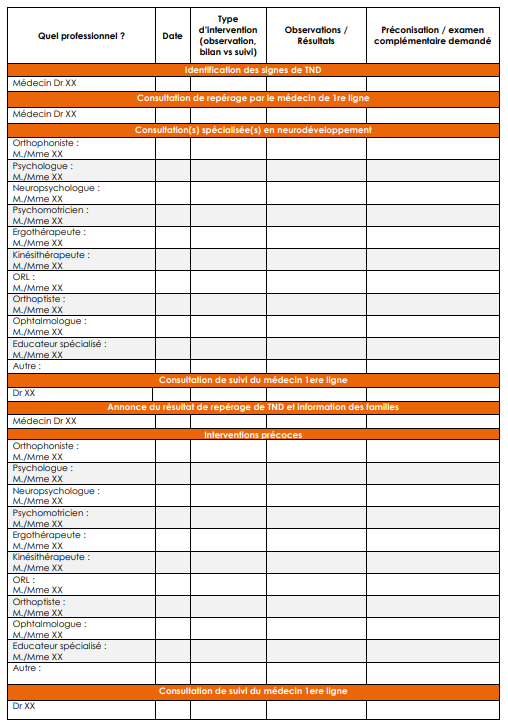 Quel professionnel ?
Date
Type
d'intervention
(observation,
bilan vs suivi)
Observations /
Résultats
Préconisation / examen
complémentaire demandé
Identification des signes de TND
Médecin Dr XX
Consultation de repérage par le médecin de 1re ligne
Médecin Dr XX
Consultation(s) spécialisée(s) en neurodéveloppement
Orthophoniste :
M./Mme XX
Psychologue :
M./Mme XX
Neuropsychologue :
M./Mme XX
Psychomotricien :
M./Mme XX
Ergothérapeute :
M./Mme XX
Kinésithérapeute :
M./Mme XX
ORL :
M./Mme XX
Orthoptiste :
M./Mme XX
Ophtalmologue :
M./Mme XX
Educateur spécialisé :
M./Mme XX
Autre :
Consultation de suivi du médecin 1ere ligne
Dr XX
Annonce du résultat de repérage de TND et information des familles
Médecin Dr XX
Interventions précoces
Orthophoniste :
M./Mme XX
Psychologue :
M./Mme XX
Neuropsychologue :
M./Mme XX
Psychomotricien :
M./Mme XX
Ergothérapeute :
M./Mme XX
Kinésithérapeute :
M./Mme XX
ORL :
M./Mme XX
Orthoptiste :
M./Mme XX
Ophtalmologue :
M./Mme XX
Educateur spécialisé :
M./Mme XX
Autre :
Consultation de suivi du médecin 1ere ligne
Dr XX